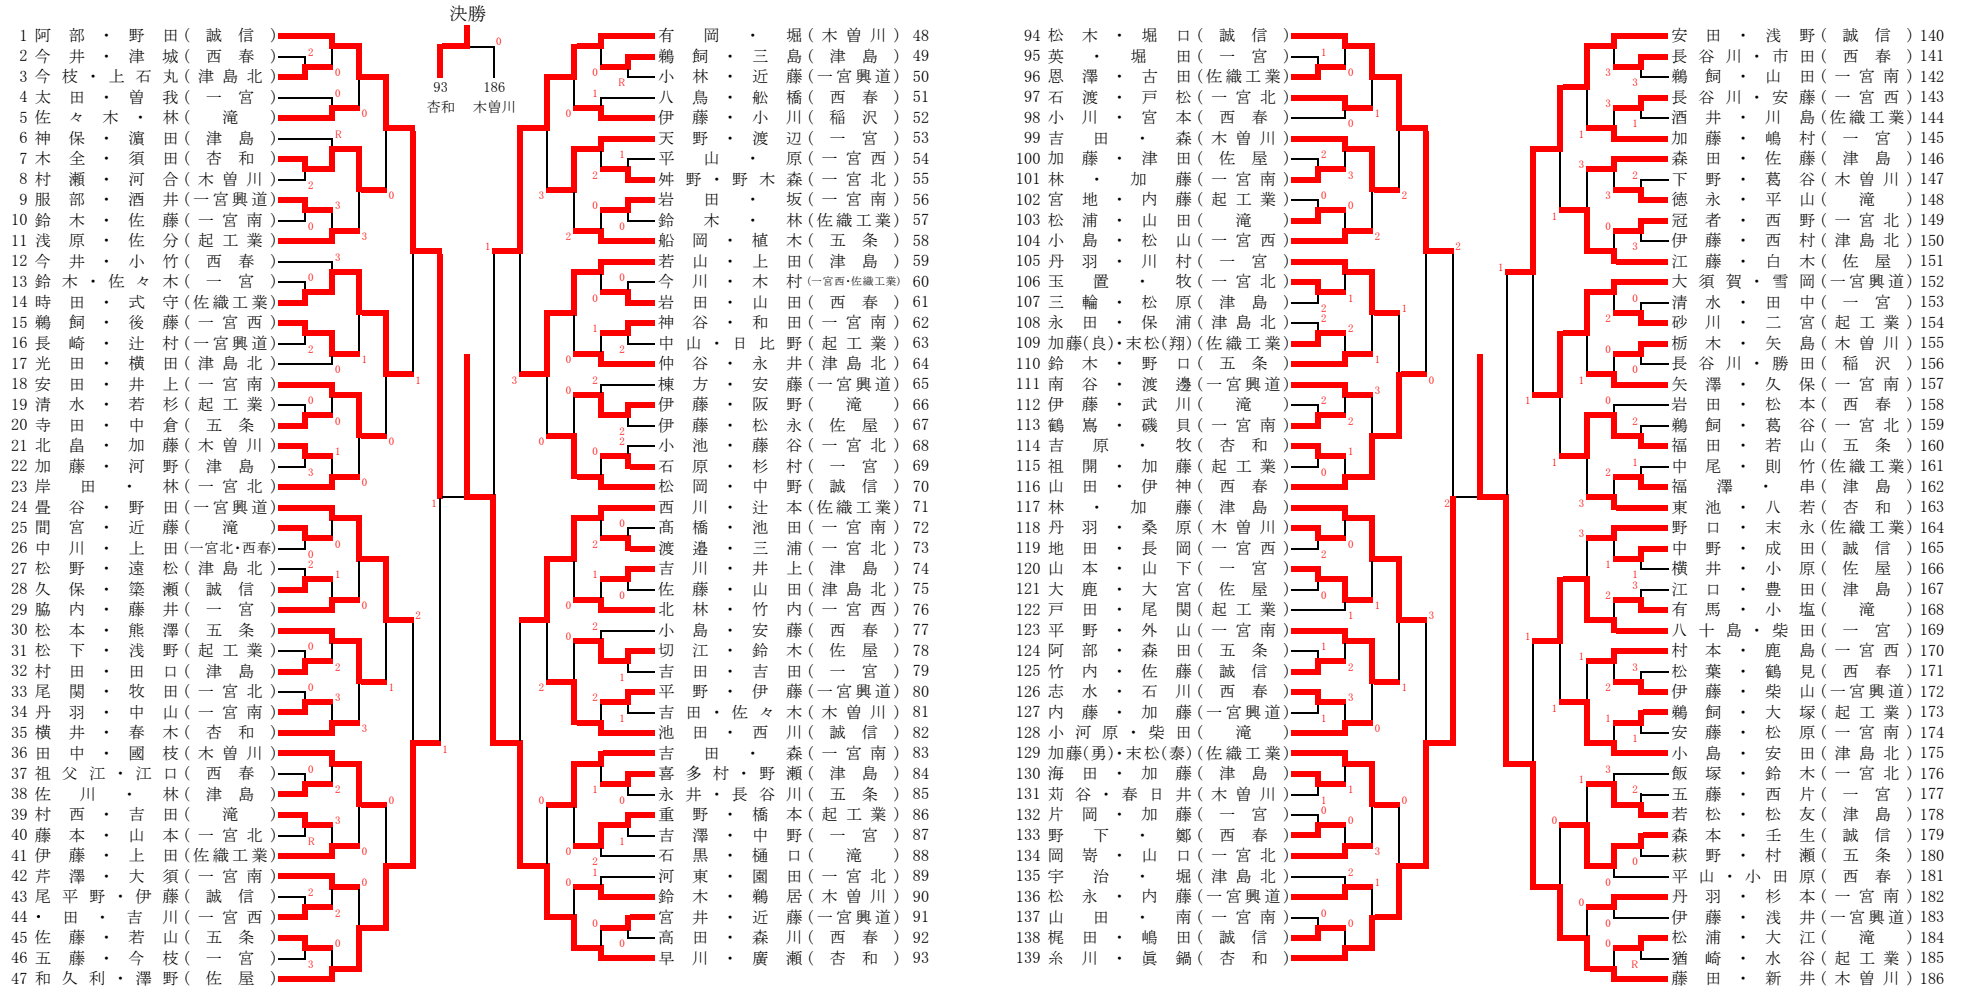 決勝
0
93 186
杏和 木曽川
1 阿部・野田(誠信)
2 今井・津城(西春)
3 今枝・上石丸(津島北)
4 太田・曽我(一宮)
5 佐々木・林(滝)
6 神保・濵田(津島)
7 木全・須田(杏和)
8 村瀬・河合(木曽川)
9 服部・酒井(一宮興道)
10 鈴木・佐藤(一宮南)
11 浅原・佐分(起工業)
12 今井・小竹(西春)
13 鈴木・佐々木(一宮)
14 時田・式守(佐織工業)
15 鵜飼・後藤(一宮西)
16 長崎・辻村(一宮興道)
17 光田・横田(津島北)
18 安田・井上(一宮南)
19 清水・若杉(起工業)
20 寺田・中倉(五条)
21 北畠・加藤(木曽川)
22 加藤・河野(津島)
23 岸田・林(一宮北)
24 畳谷・野田(一宮興道)
25 間宮・近藤(滝)
26 中川・上田(一宮北・西春)
27 松野・遠松(津島北)
28 久保・簗瀬(誠信)
29 脇内・藤井(一宮)
30 松本・熊澤(五条)
31 松下・浅野(起工業)
32 村田・田口(津島)
33 尾関・牧田(一宮北)
34 丹羽・中山(一宮南)
35 横井・春木(杏和)
36 田中・國枝(木曽川)
37 祖父江・江口(西春)
38 佐川・林(津島)
39 村西・吉田(滝)
40 藤本・山本(一宮北)
41 伊藤・上田(佐織工業)
42 芹澤・大須(一宮南)
43 尾平野・伊藤(誠信)
44 ・田・吉川(一宮西)
45 佐藤・若山(五条)
46 五藤・今枝(一宮)
47 和久利・澤野(佐屋)
有岡・堀(木曽川) 48
鵜飼・三島(津島) 49
小林・近藤(一宮興道) 50
八鳥・舩橋(西春) 51
伊藤・小川(稲沢) 52
天野・渡辺(一宮) 53
平山・原(一宮西) 54
舛野・野木森(一宮北) 55
岩田・坂(一宮南) 56
鈴木・林(佐織工業) 57
船岡・植木(五条) 58
若山・上田(津島) 59
今川・木村(一宮西・佐織工業) 60
岩田・山田(西春) 61
神谷・和田(一宮南) 62
中山・日比野(起工業) 63
仲谷・永井(津島北) 64
棟方・安藤(一宮興道) 65
伊藤・阪野(滝) 66
伊藤・松永(佐屋) 67
小池・藤谷(一宮北) 68
石原・杉村(一宮) 69
松岡・中野(誠信) 70
西川・辻本(佐織工業) 71
髙橋・池田(一宮南) 72
渡邉・三浦(一宮北) 73
吉川・井上(津島) 74
佐藤・山田(津島北) 75
北林・竹内(一宮西) 76
小島・安藤(西春) 77
切江・鈴木(佐屋) 78
吉田・吉田(一宮) 79
平野・伊藤(一宮興道) 80
吉田・佐々木(木曽川) 81
池田・西川(誠信) 82
吉田・森(一宮南) 83
喜多村・野瀬(津島) 84
永井・長谷川(五条) 85
重野・橋本(起工業) 86
吉澤・中野(一宮) 87
石黒・樋口(滝) 88
河東・園田(一宮北) 89
鈴木・鵜居(木曽川) 90
宮井・近藤(一宮興道) 91
高田・森川(西春) 92
早川・廣瀬(杏和) 93
94 松木・堀口(誠信)
95 英・堀田(一宮)
96 恩澤・古田(佐織工業)
97 石渡・戸松(一宮北)
98 小川・宮本(西春)
99 吉田・森(木曽川)
100 加藤・津田(佐屋)
101 林・加藤(一宮南)
102 宮地・内藤(起工業)
103 松浦・山田(滝)
104 小島・松山(一宮西)
105 丹羽・川村(一宮)
106 玉置・牧(一宮北)
107 三輪・松原(津島)
108 永田・保浦(津島北)
109 加藤(良)・末松(翔)(佐織工業)
110 鈴木・野口(五条)
111 南谷・渡邊(一宮興道)
112 伊藤・武川(滝)
113 鶴嶌・磯貝(一宮南)
114 吉原・牧(杏和)
115 祖開・加藤(起工業)
116 山田・伊神(西春)
117 林・加藤(津島)
118 丹羽・桑原(木曽川)
119 地田・長岡(一宮西)
120 山本・山下(一宮)
121 大鹿・大宮(佐屋)
122 戸田・尾関(起工業)
123 平野・外山(一宮南)
124 阿部・森田(五条)
125 竹内・佐藤(誠信)
126 志水・石川(西春)
127 内藤・加藤(一宮興道)
128 小河原・柴田(滝)
129 加藤(勇)・末松(泰)(佐織工業)
130 海田・加藤(津島)
131 苅谷・春日井(木曽川)
132 片岡・加藤(一宮)
133 野下・鄭(西春)
134 岡嵜・山口(一宮北)
135 宇治・堀(津島北)
136 松永・内藤(一宮興道)
137 山田・南(一宮南)
138 梶田・嶋田(誠信)
139 糸川・眞鍋(杏和)
安田・浅野(誠信) 140
長谷川・市田(西春) 141
鵜飼・山田(一宮南) 142
長谷川・安藤(一宮西) 143
酒井・川島(佐織工業) 144
加藤・嶋村(一宮) 145
森田・佐藤(津島) 146
下野・葛谷(木曽川) 147
徳永・平山(滝) 148
冠者・西野(一宮北) 149
伊藤・西村(津島北) 150
江藤・白木(佐屋) 151
大須賀・雪岡(一宮興道) 152
清水・田中(一宮) 153
砂川・二宮(起工業) 154
栃木・矢島(木曽川) 155
長谷川・勝田(稲沢) 156
矢澤・久保(一宮南) 157
岩田・松本(西春) 158
鵜飼・葛谷(一宮北) 159
福田・若山(五条) 160
中尾・則竹(佐織工業) 161
福澤・串(津島) 162
東池・八若(杏和) 163
野口・末永(佐織工業) 164
中野・成田(誠信) 165
横井・小原(佐屋) 166
江口・豊田(津島) 167
有馬・小塩(滝) 168
八十島・柴田(一宮) 169
村本・鹿島(一宮西) 170
松葉・鶴見(西春) 171
伊藤・柴山(一宮興道) 172
鵜飼・大塚(起工業) 173
安藤・松原(一宮南) 174
小島・安田(津島北) 175
飯塚・鈴木(一宮北) 176
五藤・西片(一宮) 177
若松・松友(津島) 178
森本・壬生(誠信) 179
萩野・村瀬(五条) 180
平山・小田原(西春) 181
丹羽・杉本(一宮南) 182
伊藤・浅井(一宮興道) 183
松浦・大江(滝) 184
猶崎・水谷(起工業) 185
藤田・新井(木曽川) 186